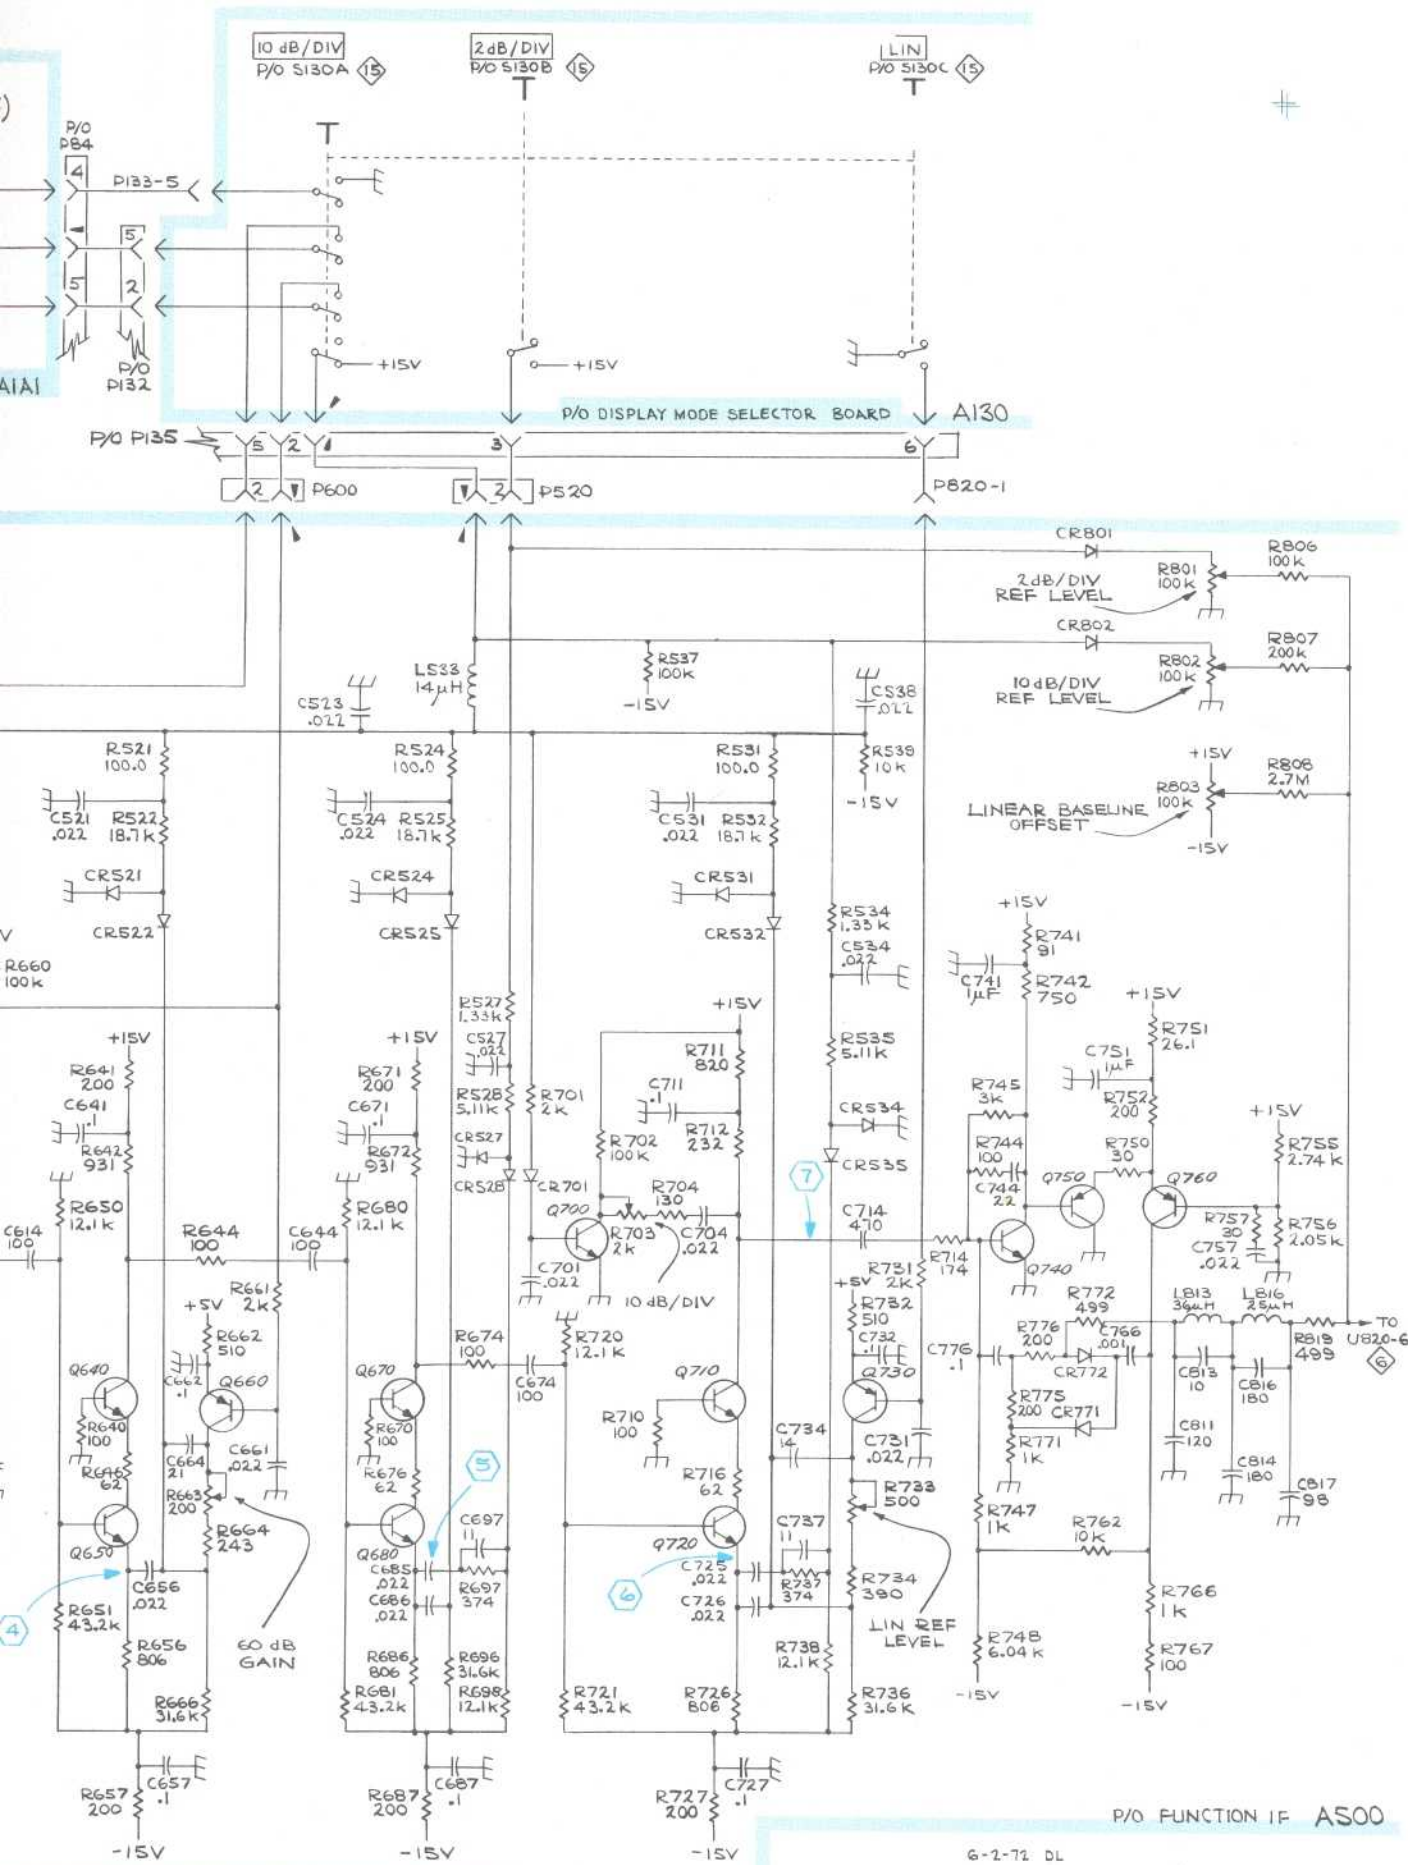 10 dB/DIV
P/O S130A 15
2dB/DIV
P/O S130B 15
LIN
P/O S130C 15
)
P/O
P84
4
P133-5
5
5
2
P/O
P132
A1A1
+15V
+15V
P/O DISPLAY MODE SELECTOR BOARD
A130
P/O P135
5
2
3
6
2
P600
2
P520
P820-1
CR801
R806
100K
R801
100K
2dB/DIV
REF LEVEL
CR802
R807
200K
R802
100K
10dB/DIV
REF LEVEL
L533
14µH
R537
100K
-15V
C523
.022
C538
.022
R521
100.0
R524
100.0
R531
100.0
R539
10K
-15V
+15V
R803
100K
R808
2.7M
LINEAR BASELINE
OFFSET
-15V
C521
.022
R522
18.7K
C524
.022
R525
18.7K
C531
.022
R532
18.7K
CR521
CR524
CR531
CR522
CR525
CR532
R534
1.33K
C534
.022
V
R660
100K
+15V
R741
91
C741
1µF
R742
750
+15V
R751
26.1
R527
1.33K
C527
.022
+15V
R711
820
R535
5.11K
C751
1µF
R752
200
+15V
R641
200
+15V
R671
200
R528
5.11K
R701
2K
C711
.1
R712
232
CR534
R745
3K
+15V
R755
2.74K
C641
.1
R642
931
C671
.1
R672
931
CR527
R702
100K
R744
100
C744
22
R750
30
CR528
CR701
CR535
Q750
Q760
R650
12.1K
R680
12.1K
Q700
R704
130
R703
2K
C704
.022
7
C714
470
R757
30
R756
2.05K
C757
.022
C614
100
R644
100
C644
100
C701
.022
10 dB/DIV
R714
174
Q740
R731
2K
R661
2K
+5V
R662
510
C662
.1
+5V
R732
510
C732
.1
R674
100
C674
100
R720
12.1K
R772
499
L813
36µH
L816
25µH
R776
200
C766
.001
R819
499
TO
U820-6
6
C776
.1
CR772
C813
10
C816
180
Q640
Q660
Q670
Q710
Q730
R640
100
R670
100
R710
100
R775
200
CR771
C811
120
R771
1K
C664
21
C661
.022
C734
14
C731
.022
R646
62
R663
200
R676
62
5
R716
62
R733
500
C814
180
C817
98
R664
243
C697
11
C737
11
R747
1K
R762
10K
Q650
Q680
Q720
C685
.022
C725
.022
C656
.022
R697
374
6
R737
374
R734
390
C686
.022
C726
.022
R766
1K
4
R651
43.2K
R656
806
60 dB
GAIN
LIN REF
LEVEL
R748
6.04K
R767
100
R686
806
R696
31.6K
R738
12.1K
R666
31.6K
R681
43.2K
R698
12.1K
R721
43.2K
R726
806
R736
31.6K
-15V
-15V
C657
.1
R657
200
C687
.1
R687
200
C727
.1
R727
200
-15V
-15V
-15V
P/O FUNCTION IF A500
6-2-72 DL